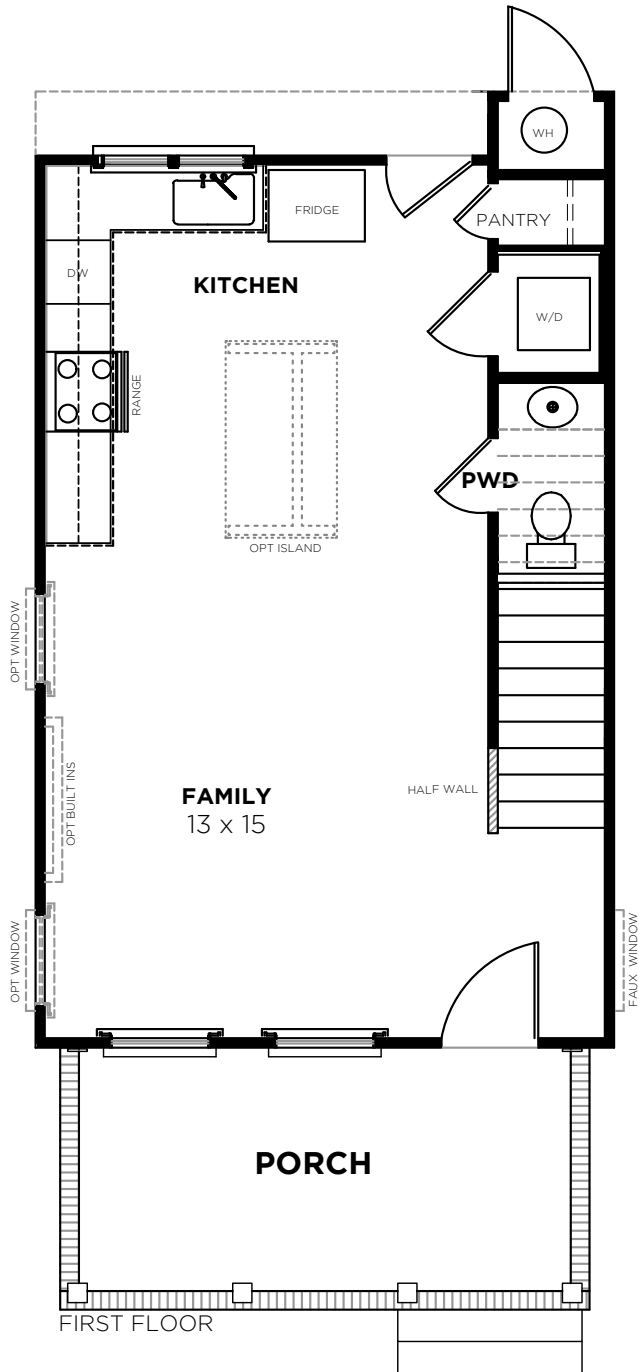 WH
FRIDGE
PANTRY
DW
KITCHEN
W/D
RANGE
PWD
OPT ISLAND
OPT WINDOW
OPT BUILT INS
FAMILY
13 x 15
HALF WALL
OPT WINDOW
FAUX WINDOW
PORCH
FIRST FLOOR